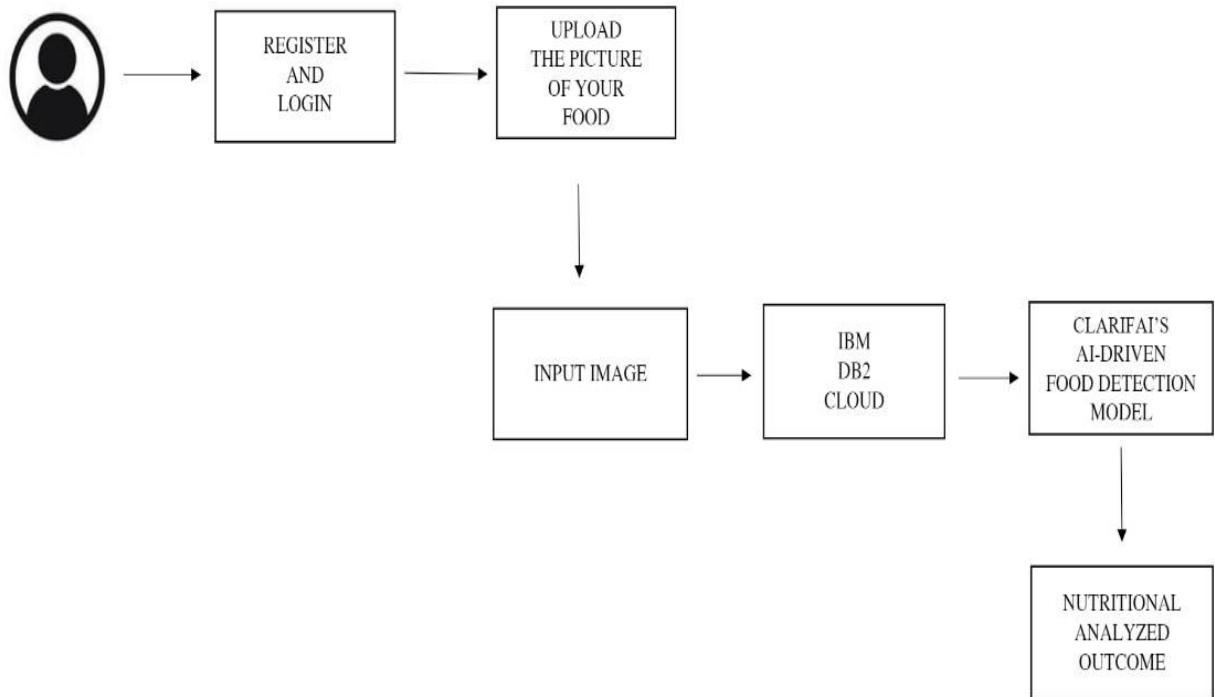 REGISTER
AND
LOGIN
UPLOAD
THE PICTURE
OF YOUR
FOOD
INPUT IMAGE
IBM
DB2
CLOUD
CLARIFAI'S
AI-DRIVEN
FOOD DETECTION
MODEL
NUTRITIONAL
ANALYZED
OUTCOME